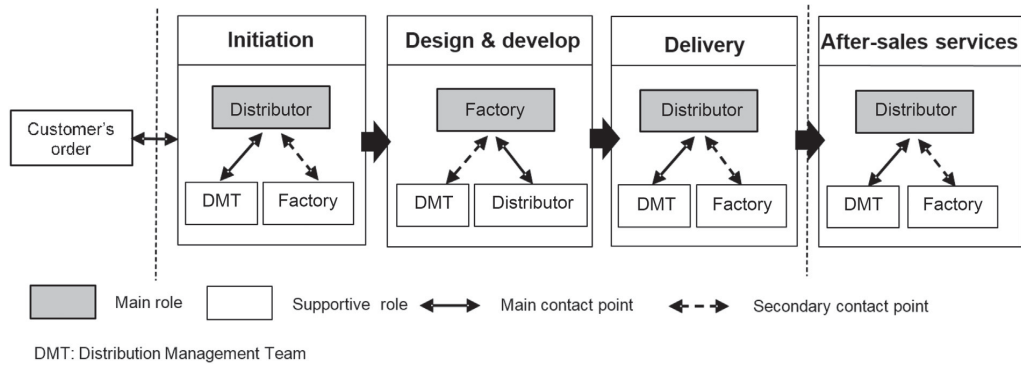 Initiation
Design & develop
Delivery
After-sales services
Customer's
order
Distributor
DMT
Factory
Factory
DMT
Distributor
Distributor
DMT
Factory
Distributor
DMT
Factory
Main role
Supportive role
Main contact point
Secondary contact point
DMT: Distribution Management Team